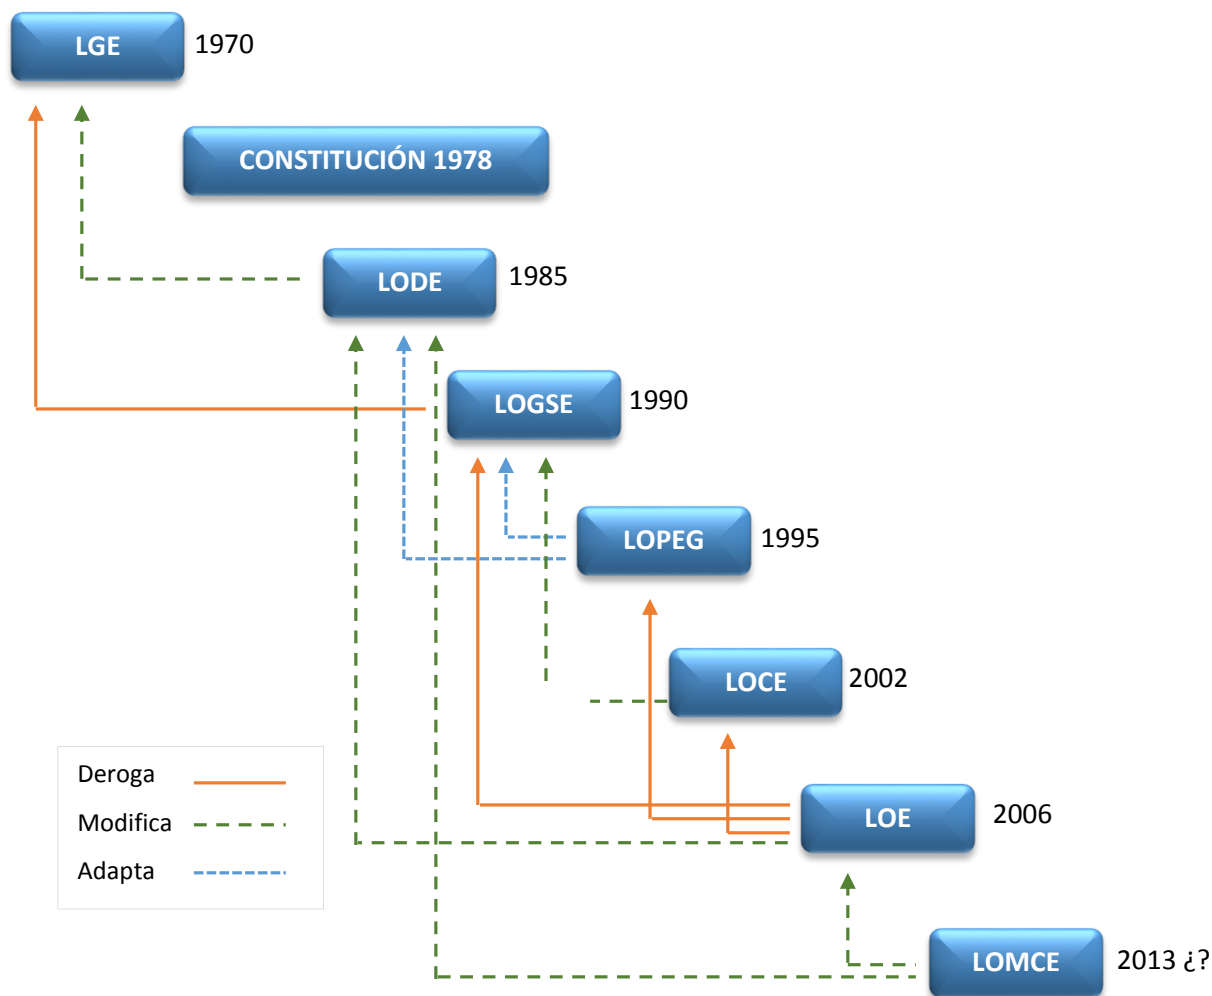 LGE 1970
CONSTITUCIÓN 1978
LODE 1985
LOGSE 1990
LOPEG 1995
LOCE 2002
Deroga
Modifica
Adapta
LOE 2006
LOMCE 2013 ¿?